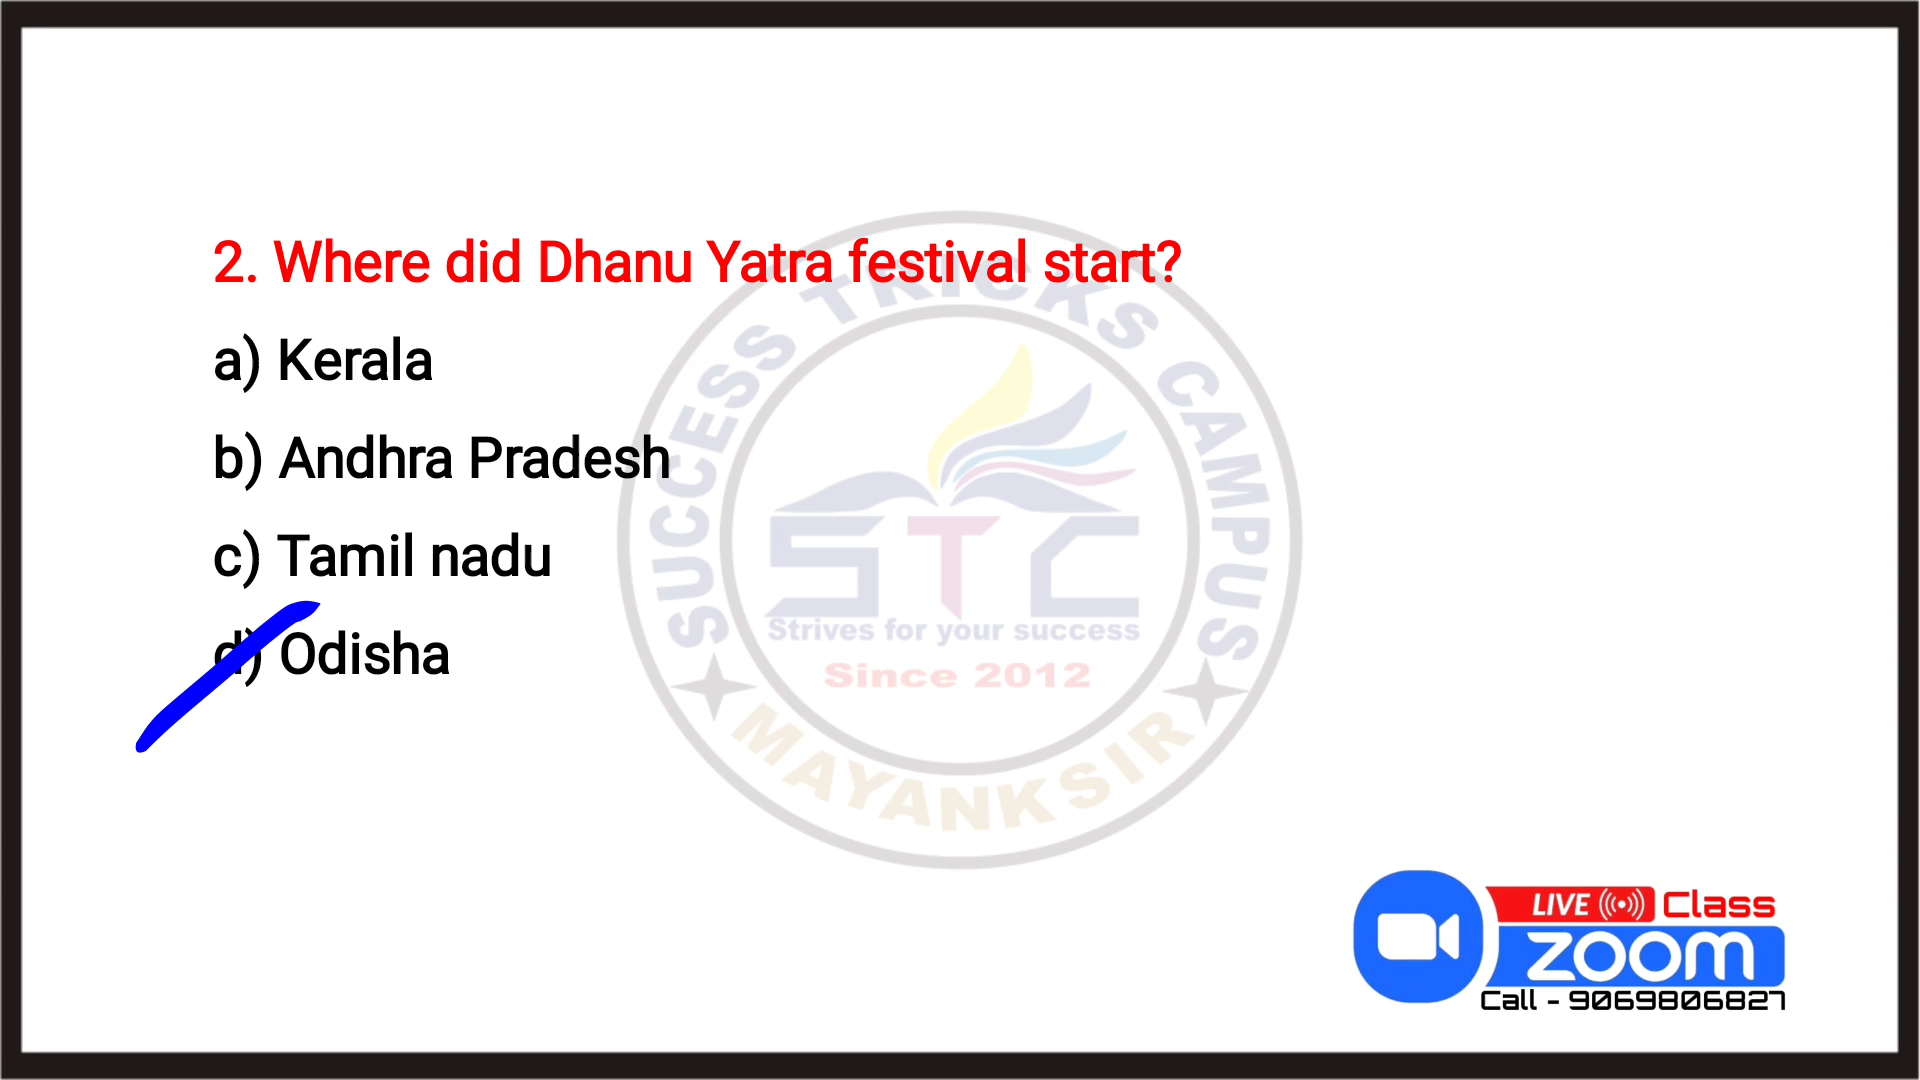 2. Where did Dhanu Yatra festival start?
a) Kerala
b) Andhra Pradesh
c) Tamil nadu
d) Odisha
SUCCESS TRICKS CAMPUS
STC
Strives for your success
Since 2012
MAYANKSIR
LIVE Class
zoom
Call - 9069806827